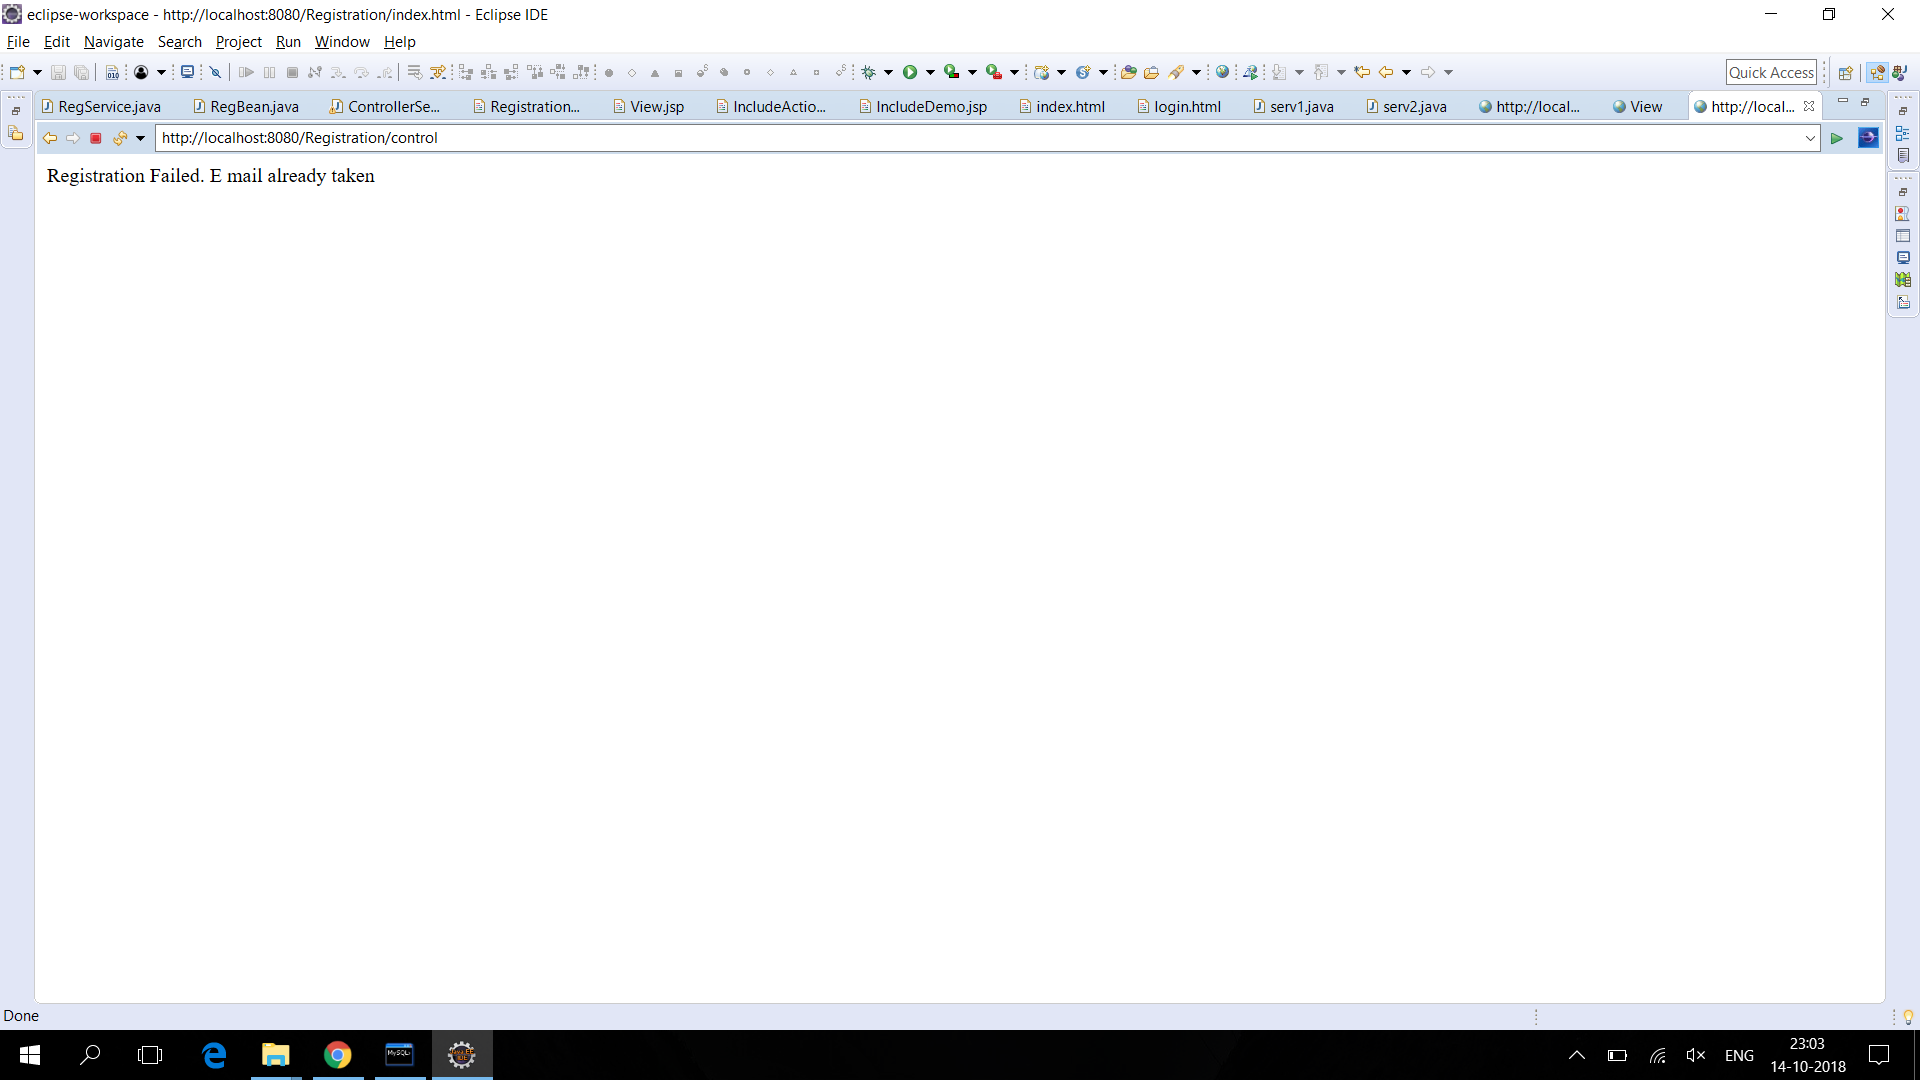 eclipse-workspace - http://localhost:8080/Registration/index.html - Eclipse IDE
File Edit Navigate Search Project Run Window Help
Quick Access
RegService.java RegBean.java ControllerSe... Registration... View.jsp IncludeActio... IncludeDemo.jsp index.html login.html serv1.java serv2.java http://local... View http://local...
http://localhost:8080/Registration/control
Registration Failed. E mail already taken
Done
ENG
23:03
14-10-2018